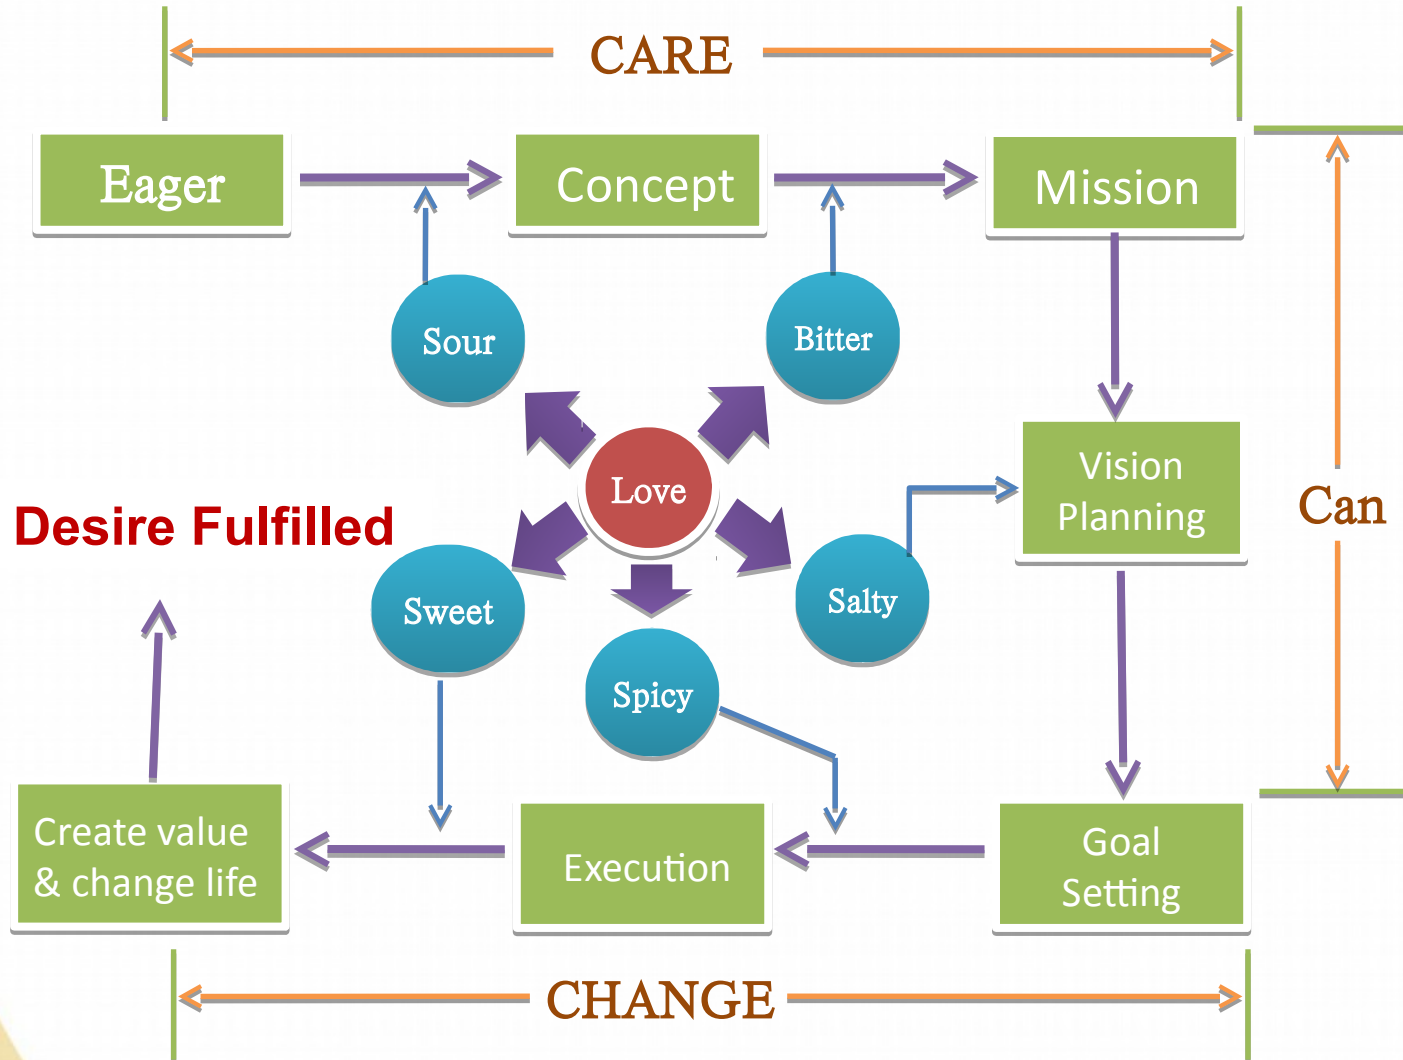 CARE
Eager
Concept
Mission
Sour
Bitter
Love
Vision
Planning
Can
Desire Fulfilled
Sweet
Salty
Spicy
Create value
& change life
Execution
Goal
Setting
CHANGE